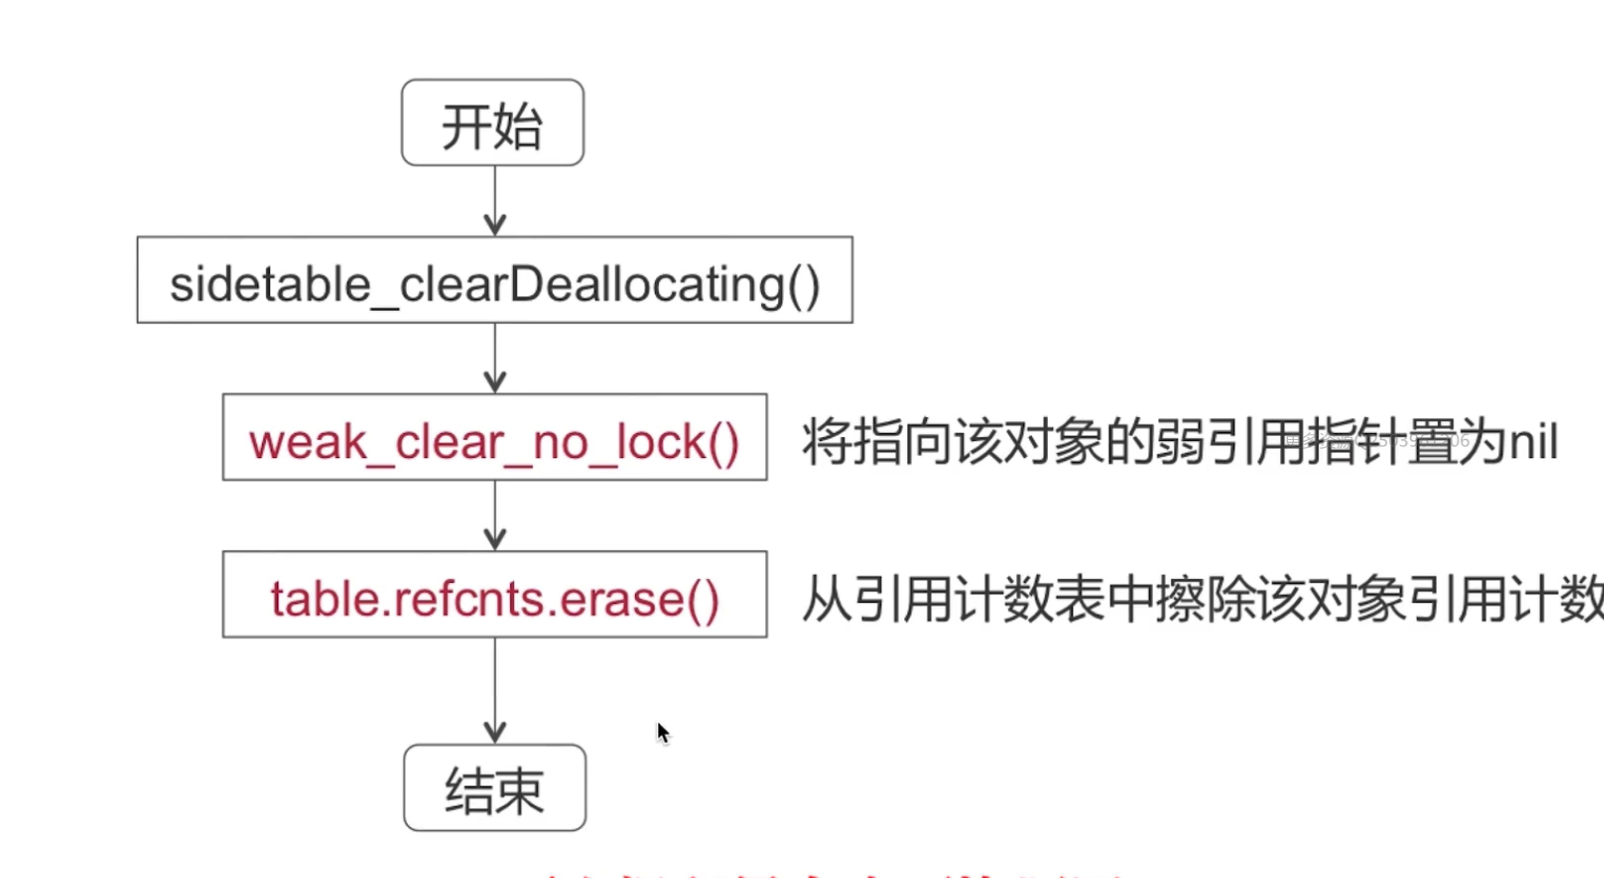 开始
sidetable_clearDeallocating()
weak_clear_no_lock()
将指向该对象的弱引用指针置为nil
table.refcnts.erase()
从引用计数表中擦除该对象引用计数
结束